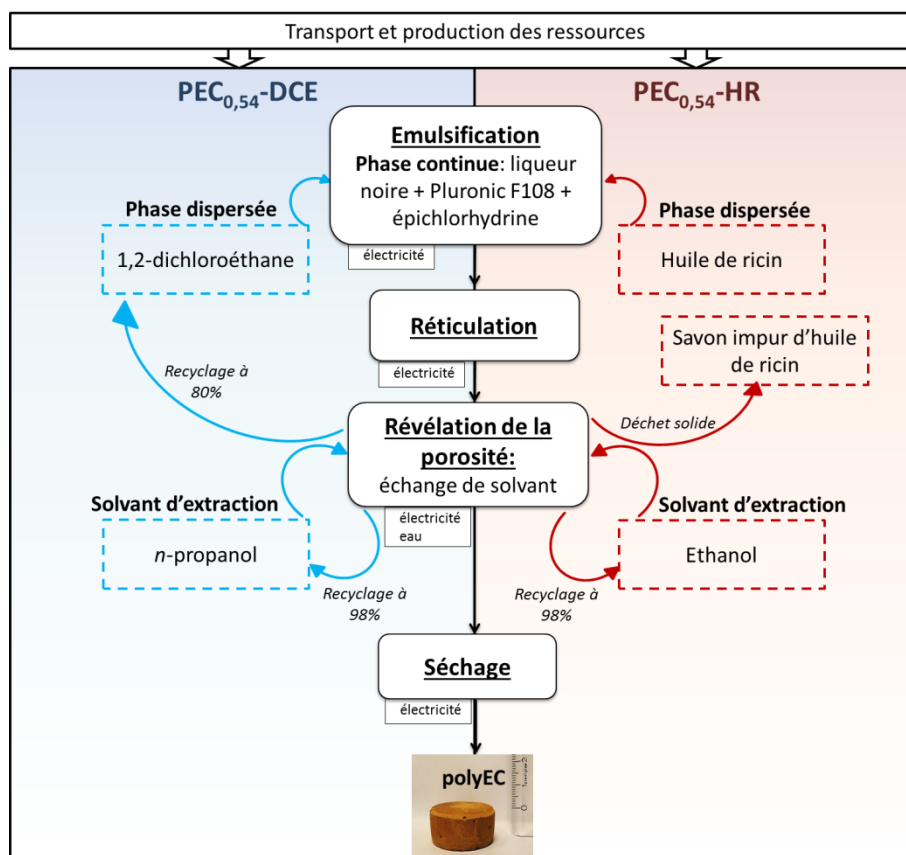 Transport et production des ressources
PEC0,54-DCE
PEC0,54-HR
Emulsification
Phase continue: liqueur
noire + Pluronic F108 +
épichlorhydrine
électricité
Phase dispersée
1,2-dichloroéthane
Phase dispersée
Huile de ricin
Réticulation
électricité
Savon impur d'huile
de ricin
Recyclage à
80%
Déchet solide
Révélation de la
porosité:
échange de solvant
électricité
eau
Solvant d'extraction
n-propanol
Recyclage à
98%
Solvant d'extraction
Ethanol
Recyclage à
98%
Séchage
électricité
polyEC